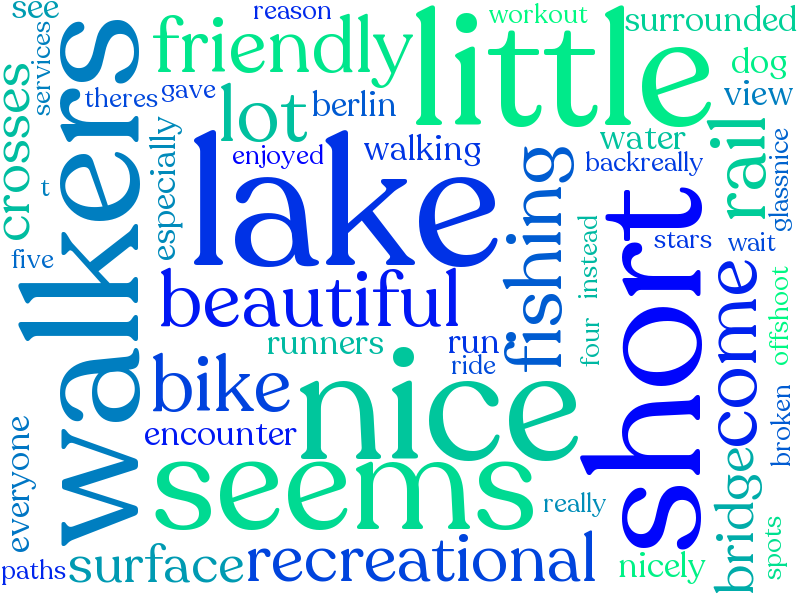 see
reason
workout
surrounded
friendly
little
services
theres
gave
dog
view
lot
berlin
crosses
walkers
especially
enjoyed
walking
water
backreally
rail
glassnice
lake
t
fishing
short
stars
wait
five
beautiful
instead
four
come
offshoot
runners
run
ride
bike
nice
encounter
broken
everyone
seems
really
bridge
spots
paths
surface
recreational
nicely